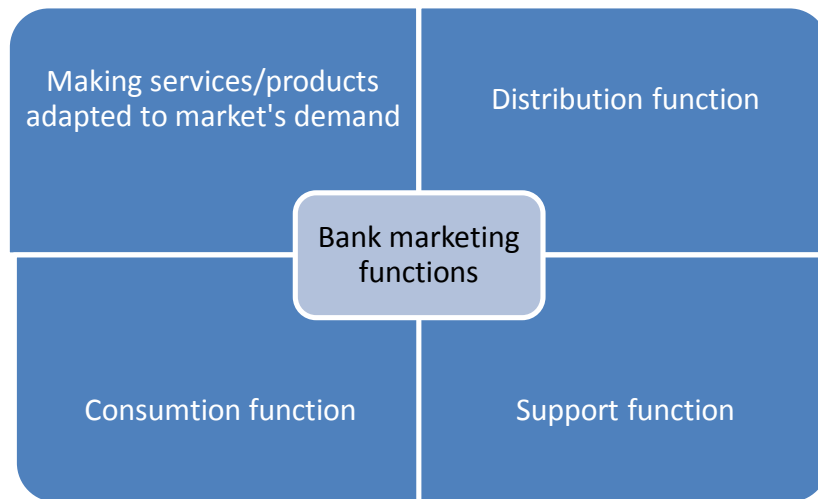 Making services/products
adapted to market's demand
Distribution function
Bank marketing
functions
Consumtion function
Support function